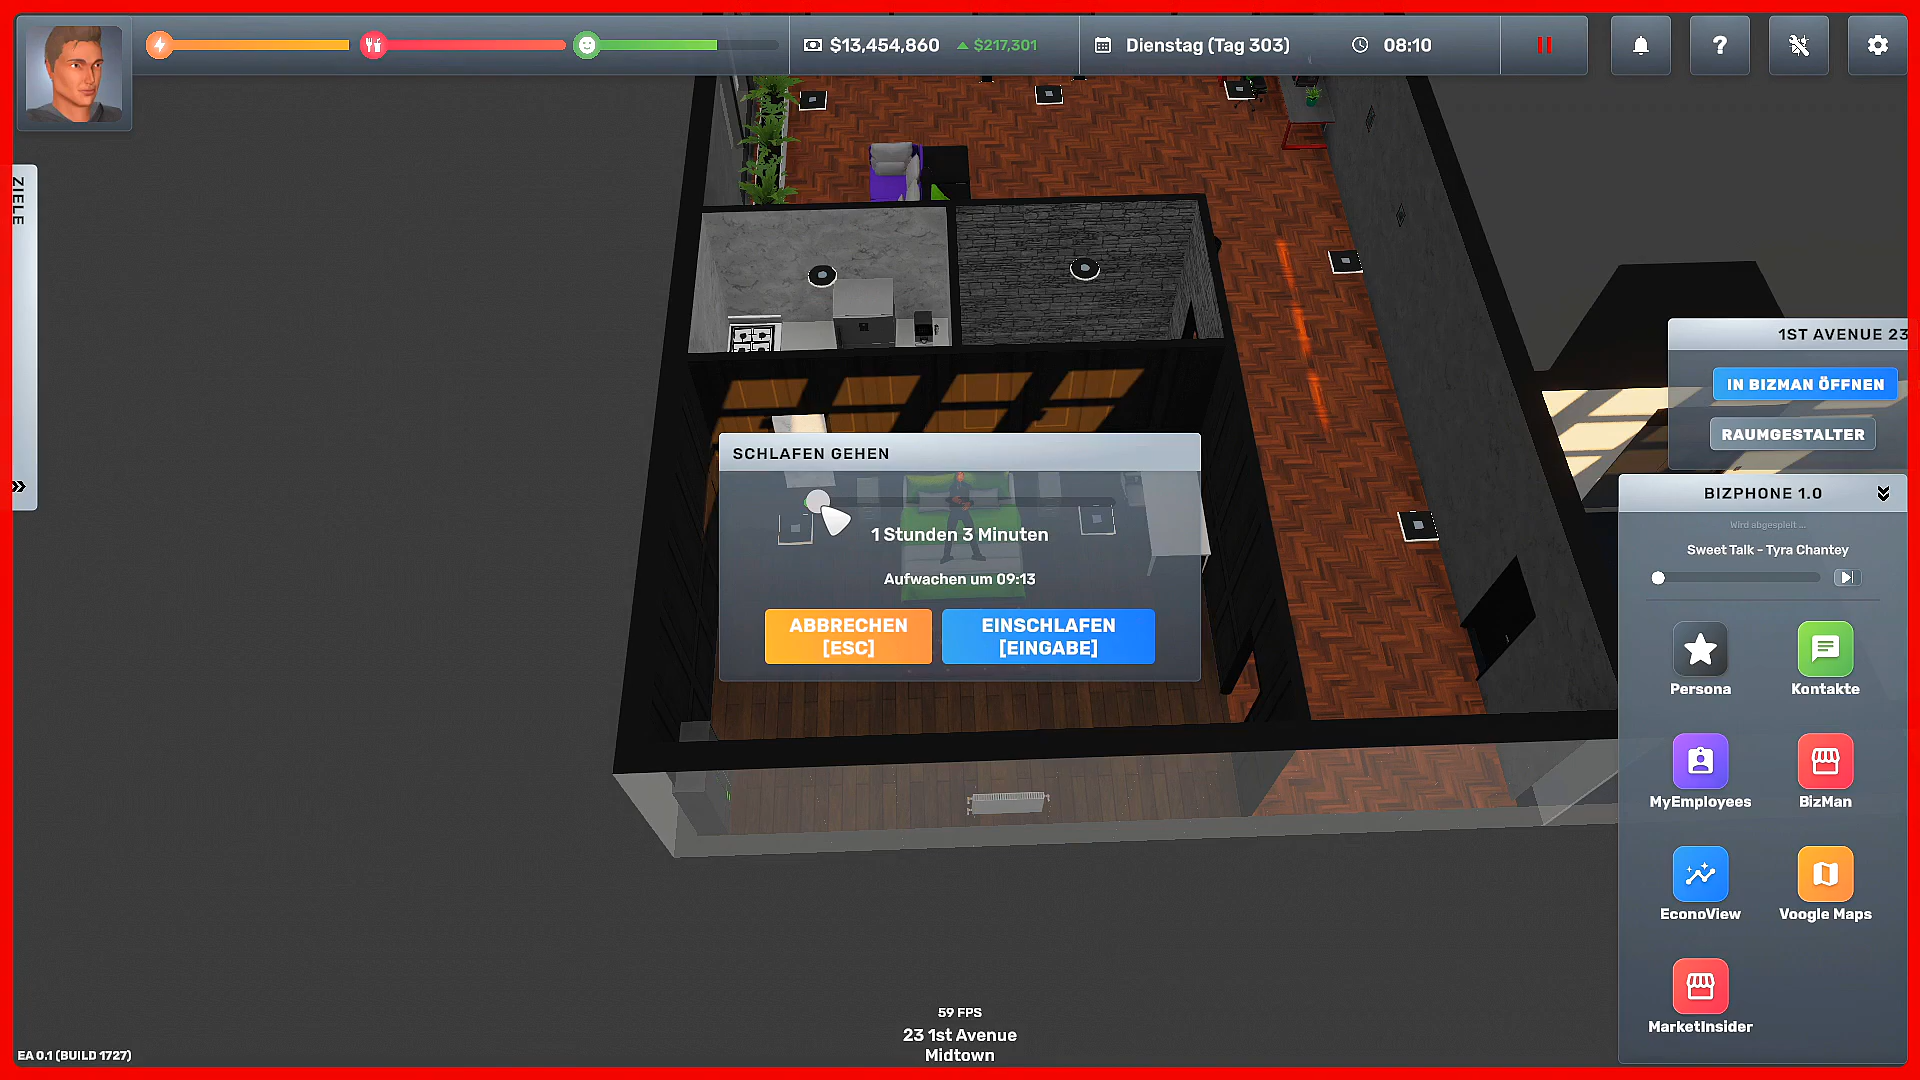 $13,454,860
$217,301
Dienstag (Tag 303)
08:10
?
ZIELE
1ST AVENUE 23
IN BIZMAN ÖFFNEN
RAUMGESTALTER
SCHLAFEN GEHEN
1 Stunden 3 Minuten
Aufwachen um 09:13
ABBRECHEN
[ESC]
EINSCHLAFEN
[EINGABE]
BIZPHONE 1.0
Wird abgespielt ...
Sweet Talk - Tyra Chantey
Persona
Kontakte
MyEmployees
BizMan
EconoView
Voogle Maps
MarketInsider
59 FPS
23 1st Avenue
Midtown
EA 0.1 (BUILD 1727)